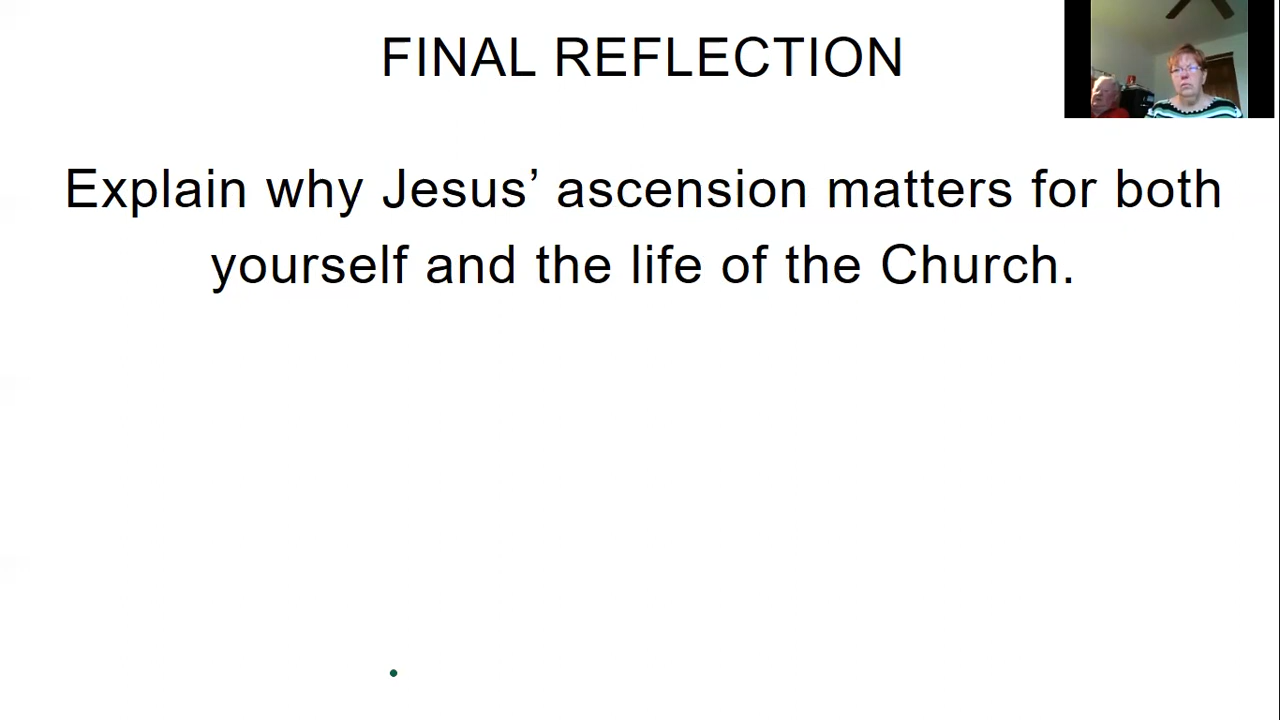 FINAL REFLECTION
Explain why Jesus’ ascension matters for both
yourself and the life of the Church.